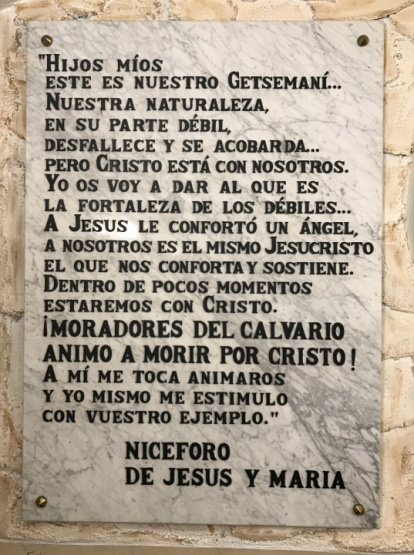 "Hijos míos
este es nuestro Getsemaní...
Nuestra naturaleza,
en su parte débil,
desfallece y se acobarda...
pero Cristo está con nosotros.
Yo os voy a dar al que es
la fortaleza de los débiles...
A Jesus le confortó un ángel,
a nosotros es el mismo Jesucristo
el que nos conforta y sostiene.
Dentro de pocos momentos
estaremos con Cristo.
¡MORADORES DEL CALVARIO
ANIMO A MORIR POR CRISTO!
A mí me toca animaros
y yo mismo me estimulo
con vuestro ejemplo."
NICEFORO
DE JESUS Y MARIA